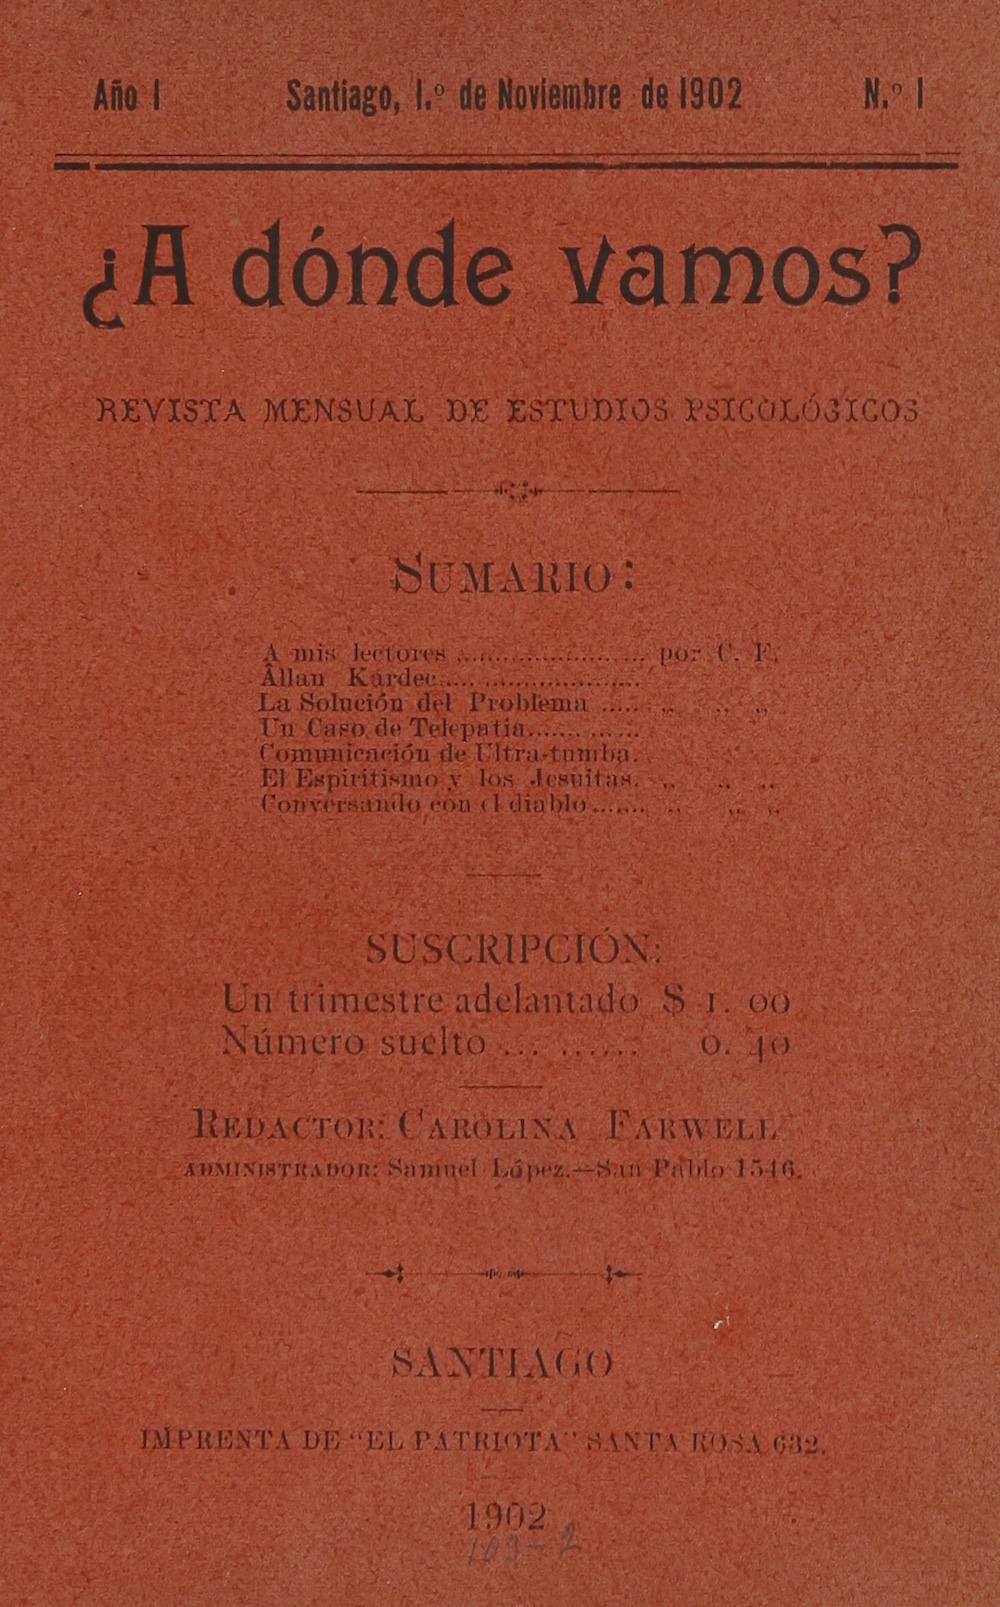 Año I Santiago, 1.º de Noviembre de 1902 N.º 1
¿A dónde vamos?
REVISTA MENSUAL DE ESTUDIOS PSICOLÓGICOS
SUMARIO:
A mis lectores ........................ por C. F.
Âllan Kardec.... ....................
La Solución del Problema ..... „ „ „
Un Caso de Telepatia.............
Comunicación de Ultra-tumba.
El Espiritismo y los Jesuitas. „ „ „
Conversando con el diablo....... „ „ „
SUSCRIPCIÓN:
Un trimestre adelantado $ 1. 00
Número suelto ... ...... 0. 40
REDACTOR: CAROLINA FARWELL
ADMINISTRADOR: Samuel López.—San Pablo 1546.
SANTIAGO
IMPRENTA DE "EL PATRIOTA" SANTA ROSA 632.
1902